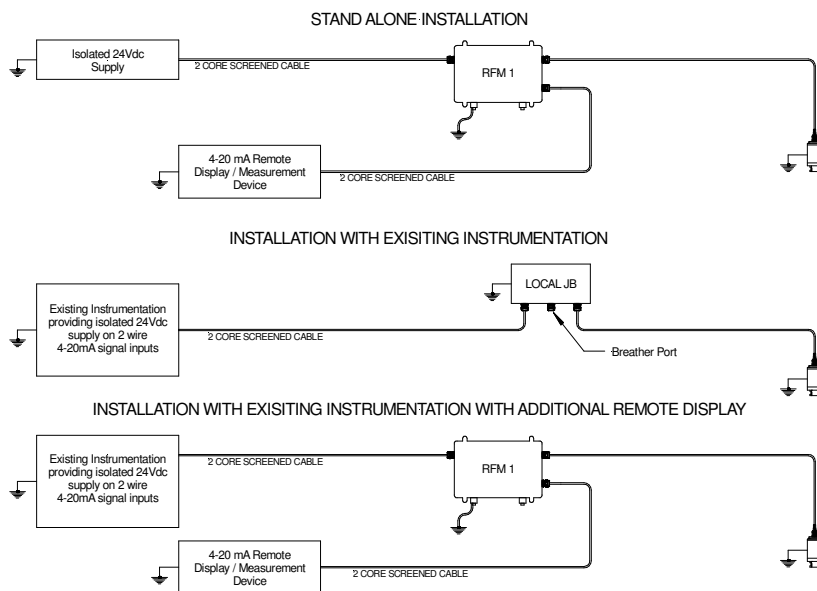 STAND ALONE INSTALLATION
Isolated 24Vdc
Supply
2 CORE SCREENED CABLE
RFM 1
4-20 mA Remote
Display / Measurement
Device
2 CORE SCREENED CABLE
INSTALLATION WITH EXISITING INSTRUMENTATION
LOCAL JB
Existing Instrumentation
providing isolated 24Vdc
supply on 2 wire
4-20mA signal inputs
2 CORE SCREENED CABLE
Breather Port
INSTALLATION WITH EXISITING INSTRUMENTATION WITH ADDITIONAL REMOTE DISPLAY
Existing Instrumentation
providing isolated 24Vdc
supply on 2 wire
4-20mA signal inputs
2 CORE SCREENED CABLE
RFM 1
4-20 mA Remote
Display / Measurement
Device
2 CORE SCREENED CABLE